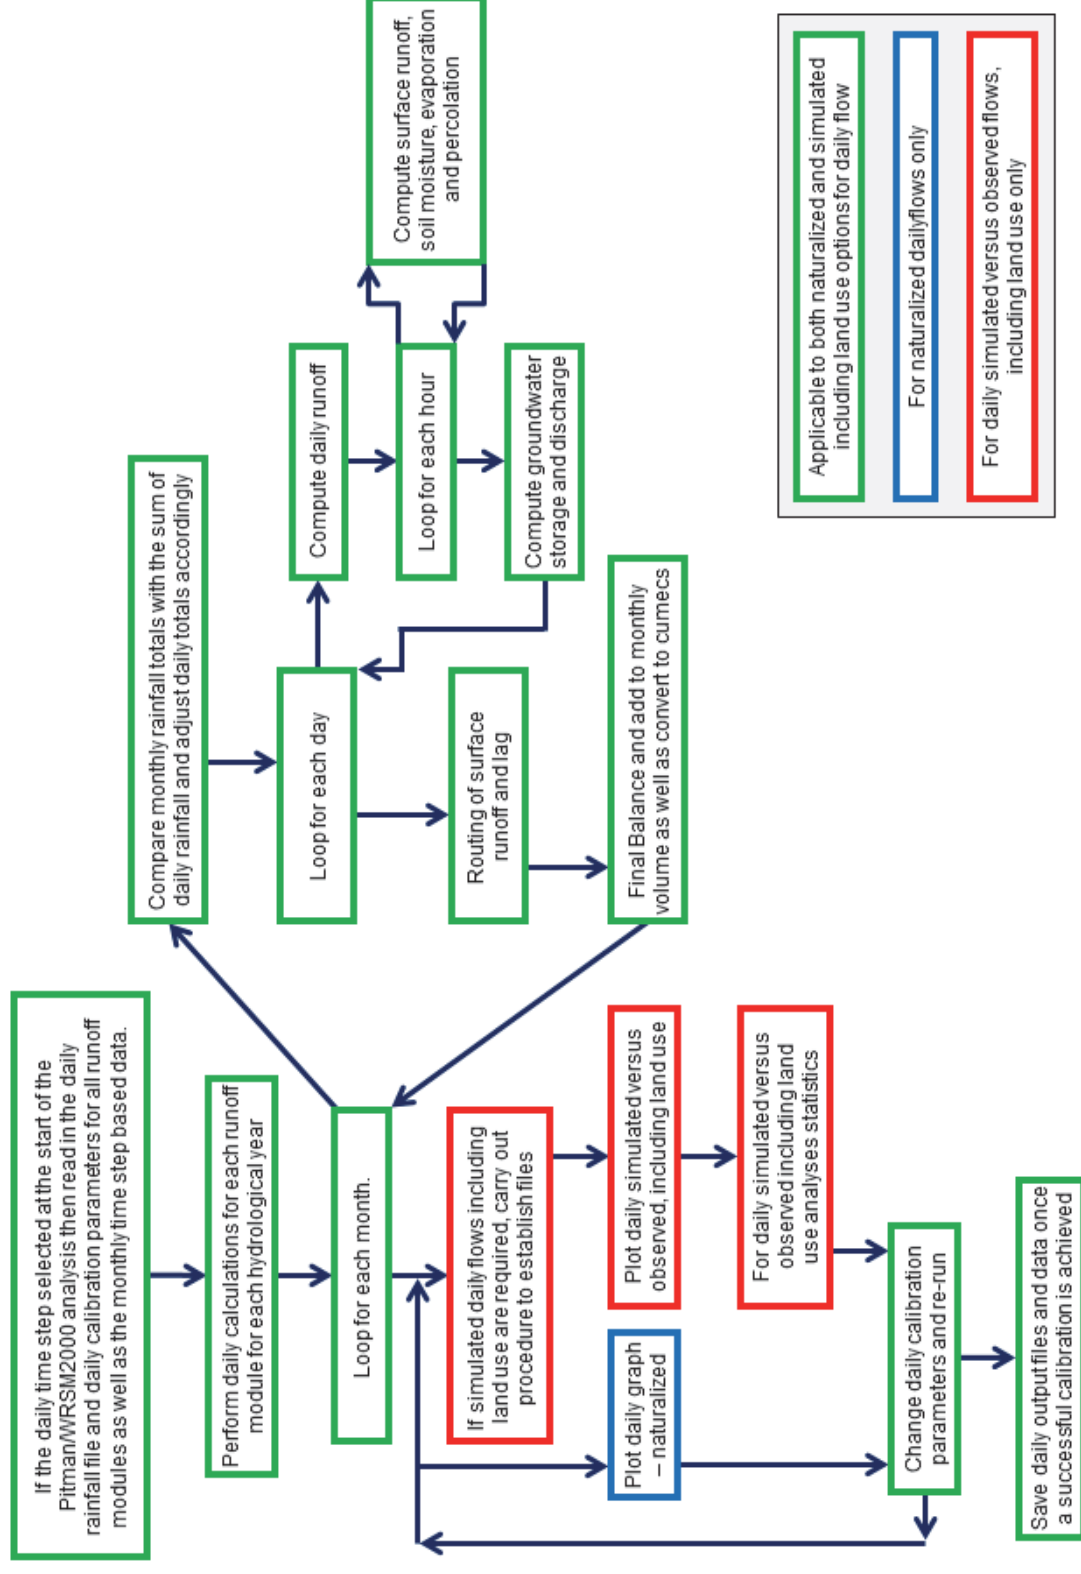 If the daily time step selected at the start of the
Pitman/WRSM2000 analysis then read in the daily
rainfall file and daily calibration parameters for all runoff
modules as well as the monthly time step based data.
Perform daily calculations for each runoff
module for each hydrological year
Loop for each month.
If simulated daily flows including
land use are required, carry out
procedure to establish files
Plot daily graph
– naturalized
Plot daily simulated versus
observed, including land use
For daily simulated versus
observed including land
use analyses statistics
Change daily calibration
parameters and re-run
Save daily output files and data once
a successful calibration is achieved
Compare monthly rainfall totals with the sum of
daily rainfall and adjust daily totals accordingly
Loop for each day
Routing of surface
runoff and lag
Final Balance and add to monthly
volume as well as convert to cumecs
Compute daily runoff
Loop for each hour
Compute groundwater
storage and discharge
Compute surface runoff,
soil moisture, evaporation
and percolation
Applicable to both naturalized and simulated
including land use options for daily flow
For naturalized dailyflows only
For daily simulated versus observed flows,
including land use only